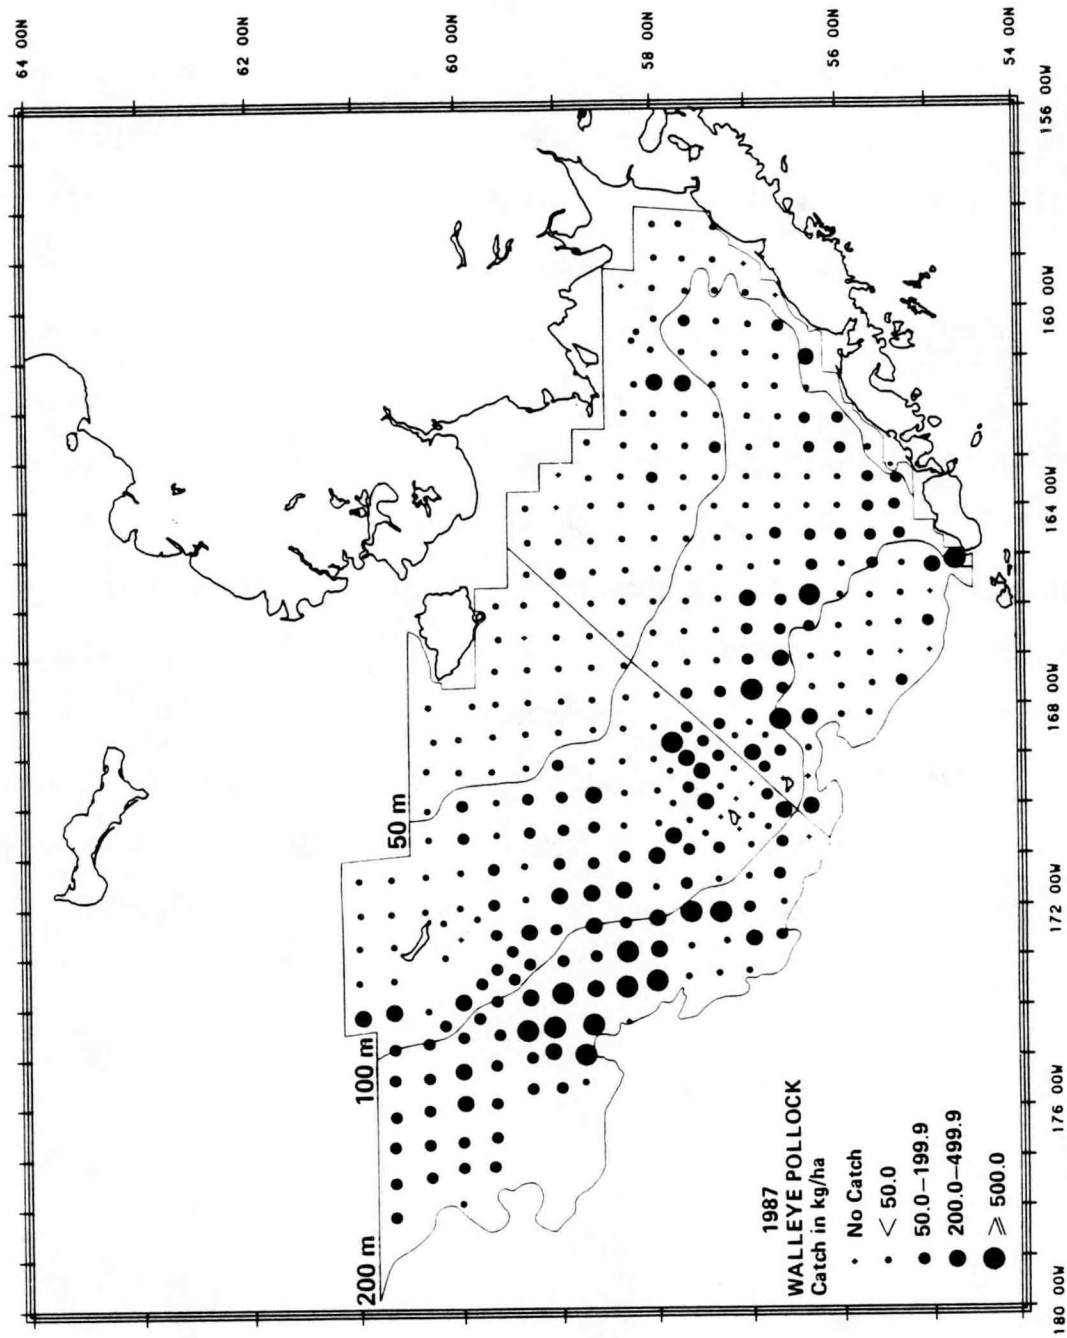 64 00N
62 00N
60 00N
58 00N
56 00N
54 00N
156 00W
160 00W
164 00W
168 00W
172 00W
176 00W
180 00W
50 m
100 m
200 m
1987
WALLEYE POLLOCK
Catch in kg/ha
No Catch
< 50.0
50.0–199.9
200.0–499.9
⩾ 500.0